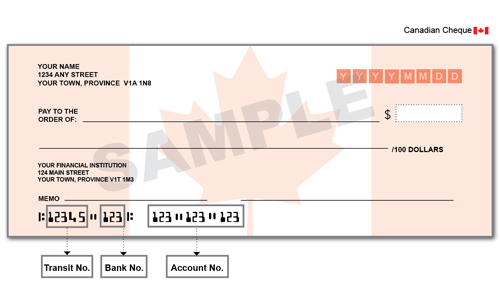 Canadian Cheque
YOUR NAME
1234 ANY STREET
YOUR TOWN, PROVINCE V1A 1N8
YYYYMMDD
PAY TO THE
ORDER OF:
$
SAMPLE
/100 DOLLARS
YOUR FINANCIAL INSTITUTION
124 MAIN STREET
YOUR TOWN, PROVINCE V1T 1M3
MEMO
⑆12345⑈123⑆ 123⑈123⑈123
Transit No. Bank No. Account No.